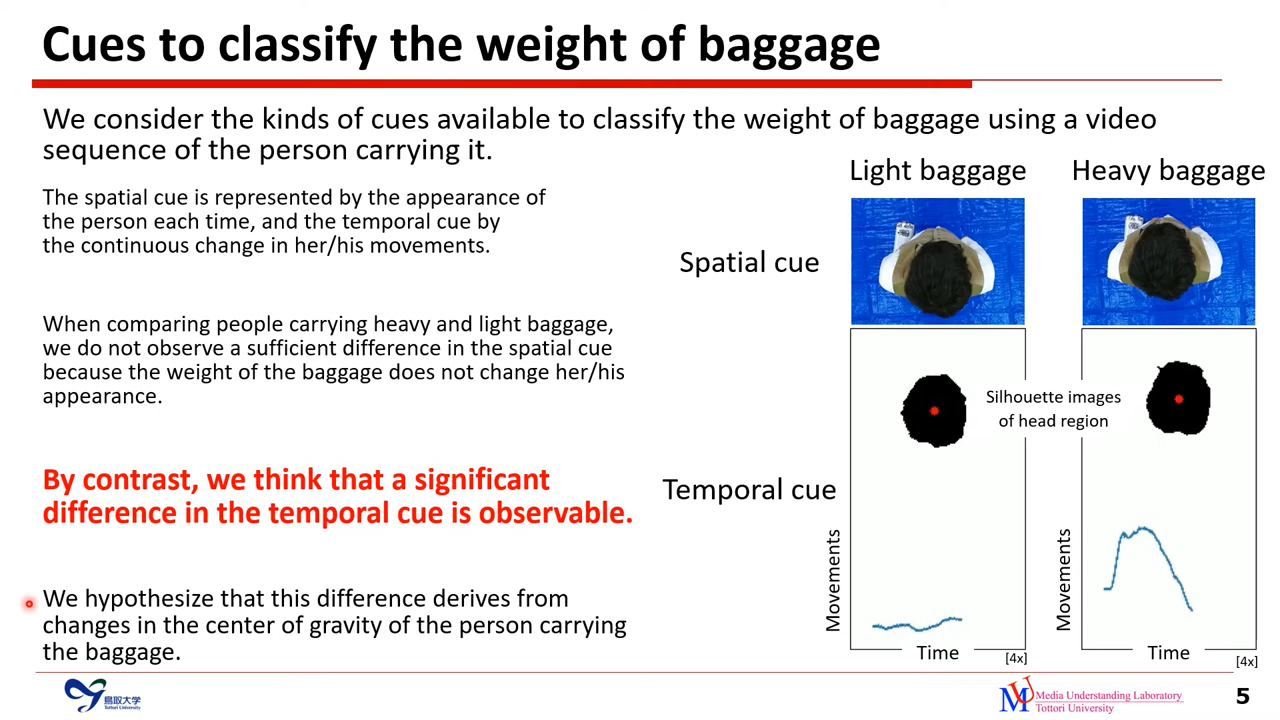 Cues to classify the weight of baggage
We consider the kinds of cues available to classify the weight of baggage using a video
sequence of the person carrying it.
The spatial cue is represented by the appearance of
the person each time, and the temporal cue by
the continuous change in her/his movements.
When comparing people carrying heavy and light baggage,
we do not observe a sufficient difference in the spatial cue
because the weight of the baggage does not change her/his
appearance.
By contrast, we think that a significant
difference in the temporal cue is observable.
We hypothesize that this difference derives from
changes in the center of gravity of the person carrying
the baggage.
Light baggage
Heavy baggage
Spatial cue
Silhouette images
of head region
Temporal cue
Movements
Movements
Time
[4x]
Time
[4x]
鳥取大学
Tottori University
MU
Media Understanding Laboratory
Tottori University
5